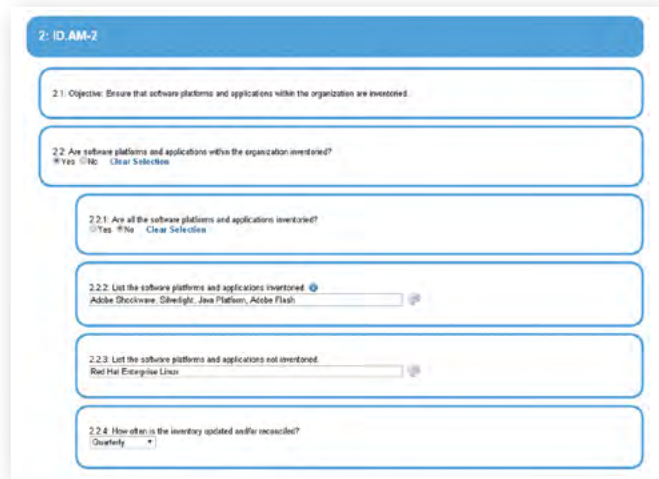 2: ID.AM-2
2.1: Objective: Ensure that software platforms and applications within the organization are inventoried.
2.2: Are software platforms and applications within the organization inventoried?
Yes No Clear Selection
2.2.1: Are all the software platforms and applications inventoried?
Yes No Clear Selection
2.2.2: List the software platforms and applications inventoried.
Adobe Shockware, Silverlight, Java Platform, Adobe Flash
2.2.3: List the software platforms and applications not inventoried.
Red Hat Enterprise Linux
2.2.4: How often is the inventory updated and/or reconciled?
Quarterly